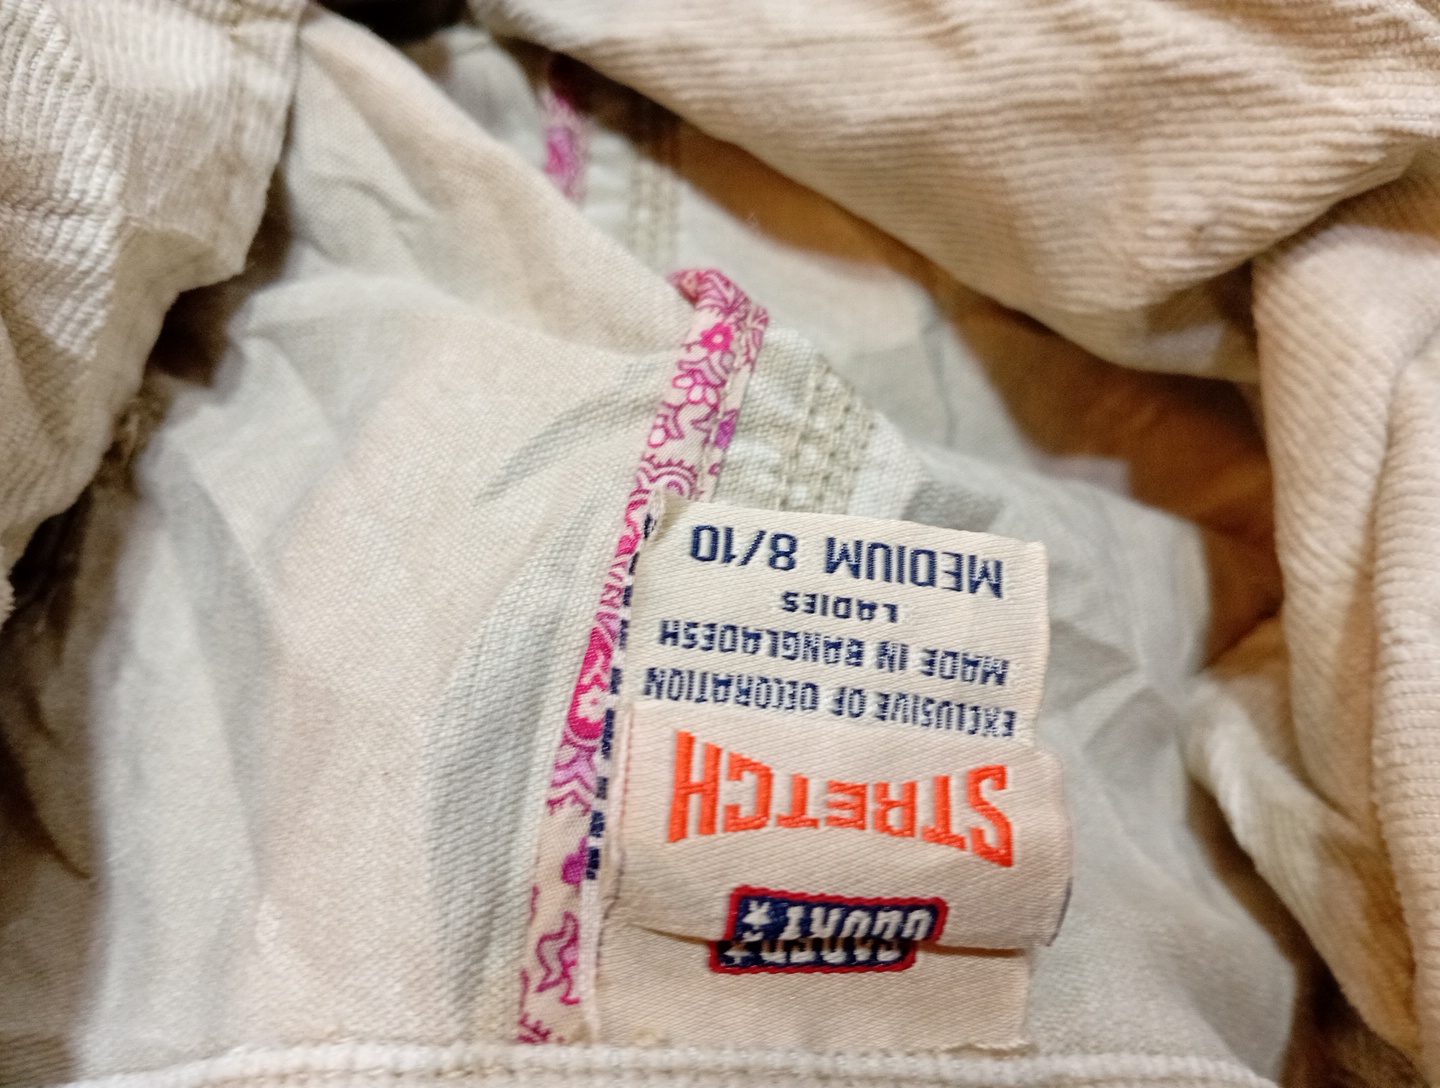 STRETCH
EXCLUSIVE OF DECORATION
MADE IN BANGLADESH
LADIES
MEDIUM 8/10